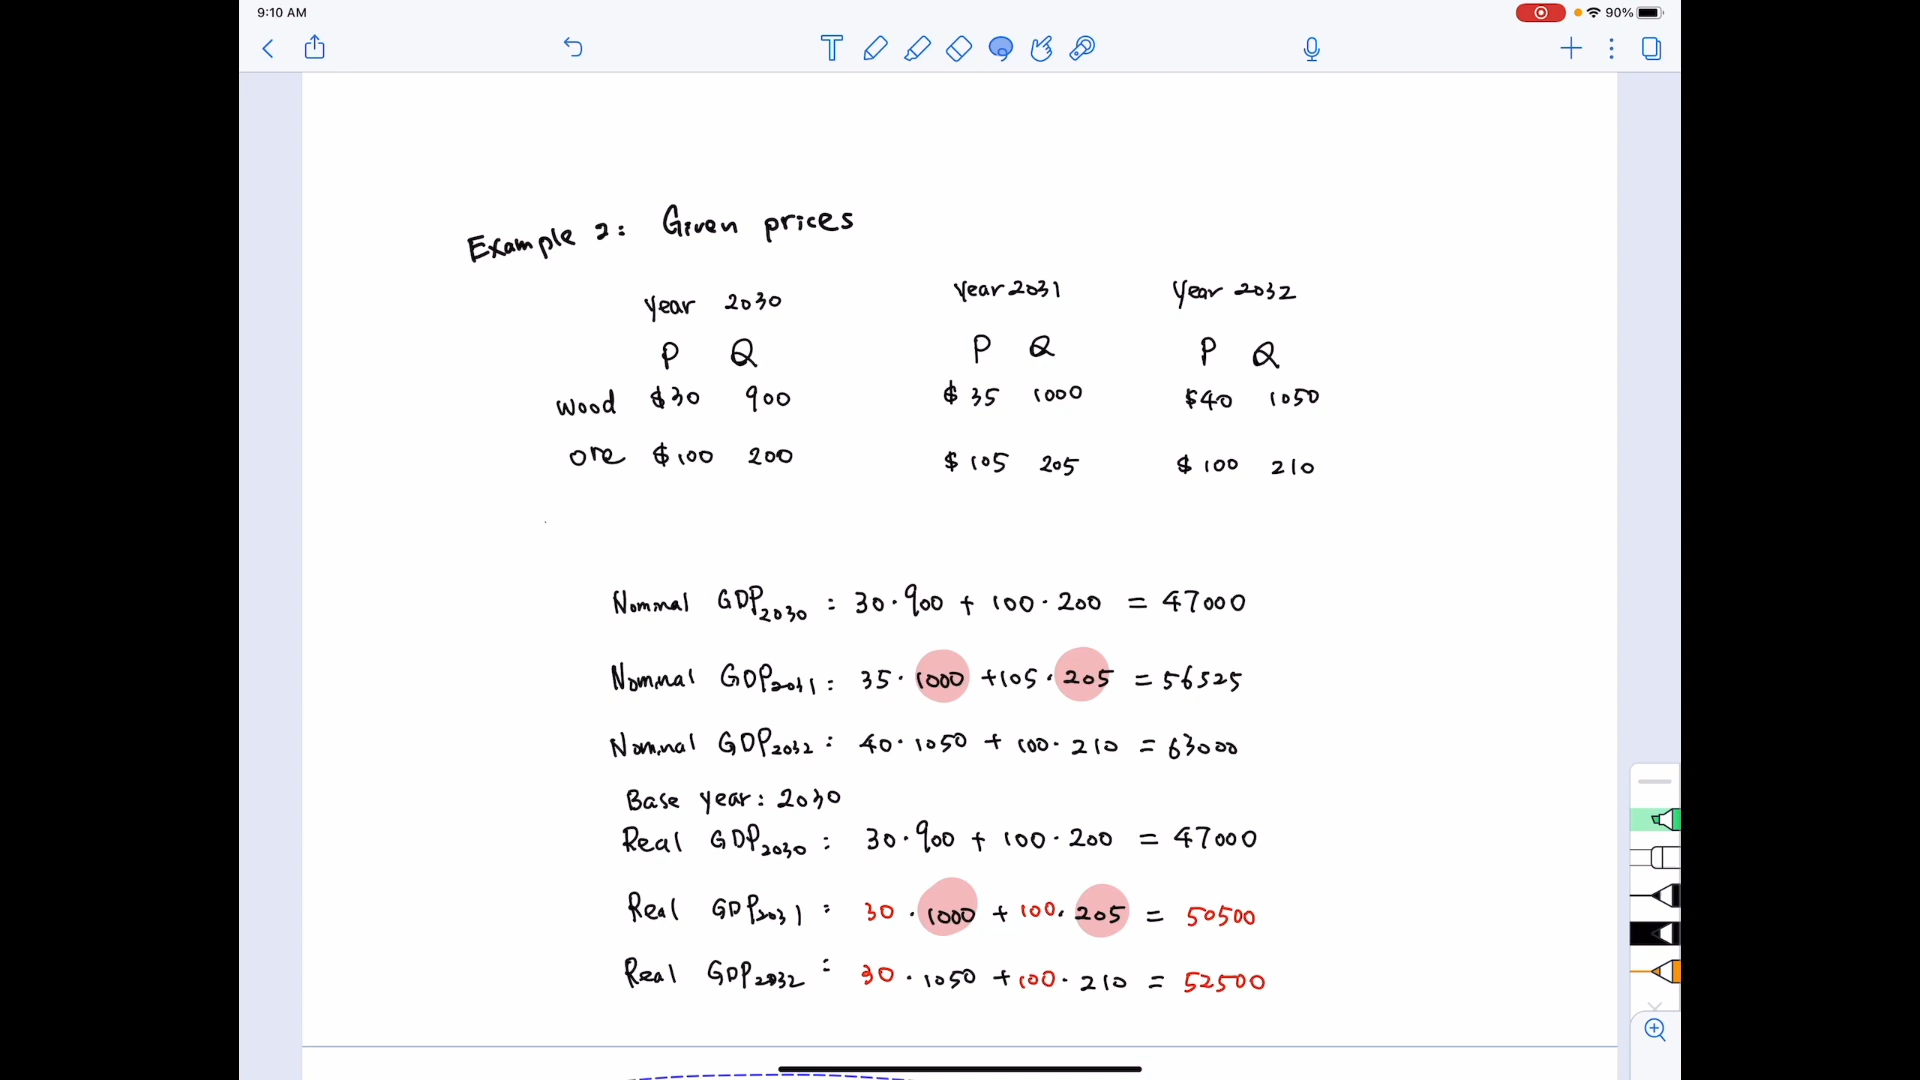 9:10 AM 90%
Example 2: Given prices
Year 2030 Year 2031 Year 2032
P Q P Q P Q
wood $30 900 $35 1000 $40 1050
ore $100 200 $105 205 $100 210
Nominal GDP2030 : 30·900 + 100·200 = 47000
Nominal GDP2031 : 35·1000 +105·205 = 56525
Nominal GDP2032 : 40·1050 + 100·210 = 63000
Base year: 2030
Real GDP2030 : 30·900 + 100·200 = 47000
Real GDP2031 : 30·1000 + 100·205 = 50500
Real GDP2032 : 30·1050 +100·210 = 52500